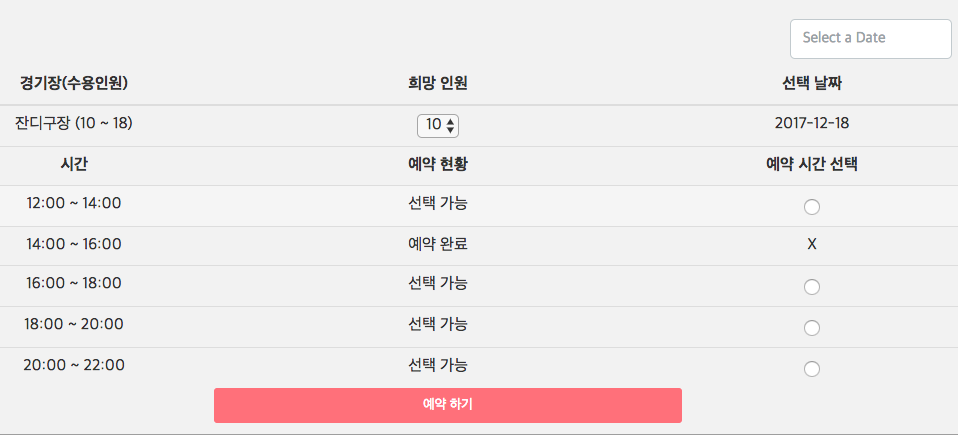 Select a Date
경기장(수용인원) 희망 인원 선택 날짜
잔디구장 (10 ~ 18) 10 2017-12-18
시간 예약 현황 예약 시간 선택
12:00 ~ 14:00 선택 가능
14:00 ~ 16:00 예약 완료 X
16:00 ~ 18:00 선택 가능
18:00 ~ 20:00 선택 가능
20:00 ~ 22:00 선택 가능
예약 하기